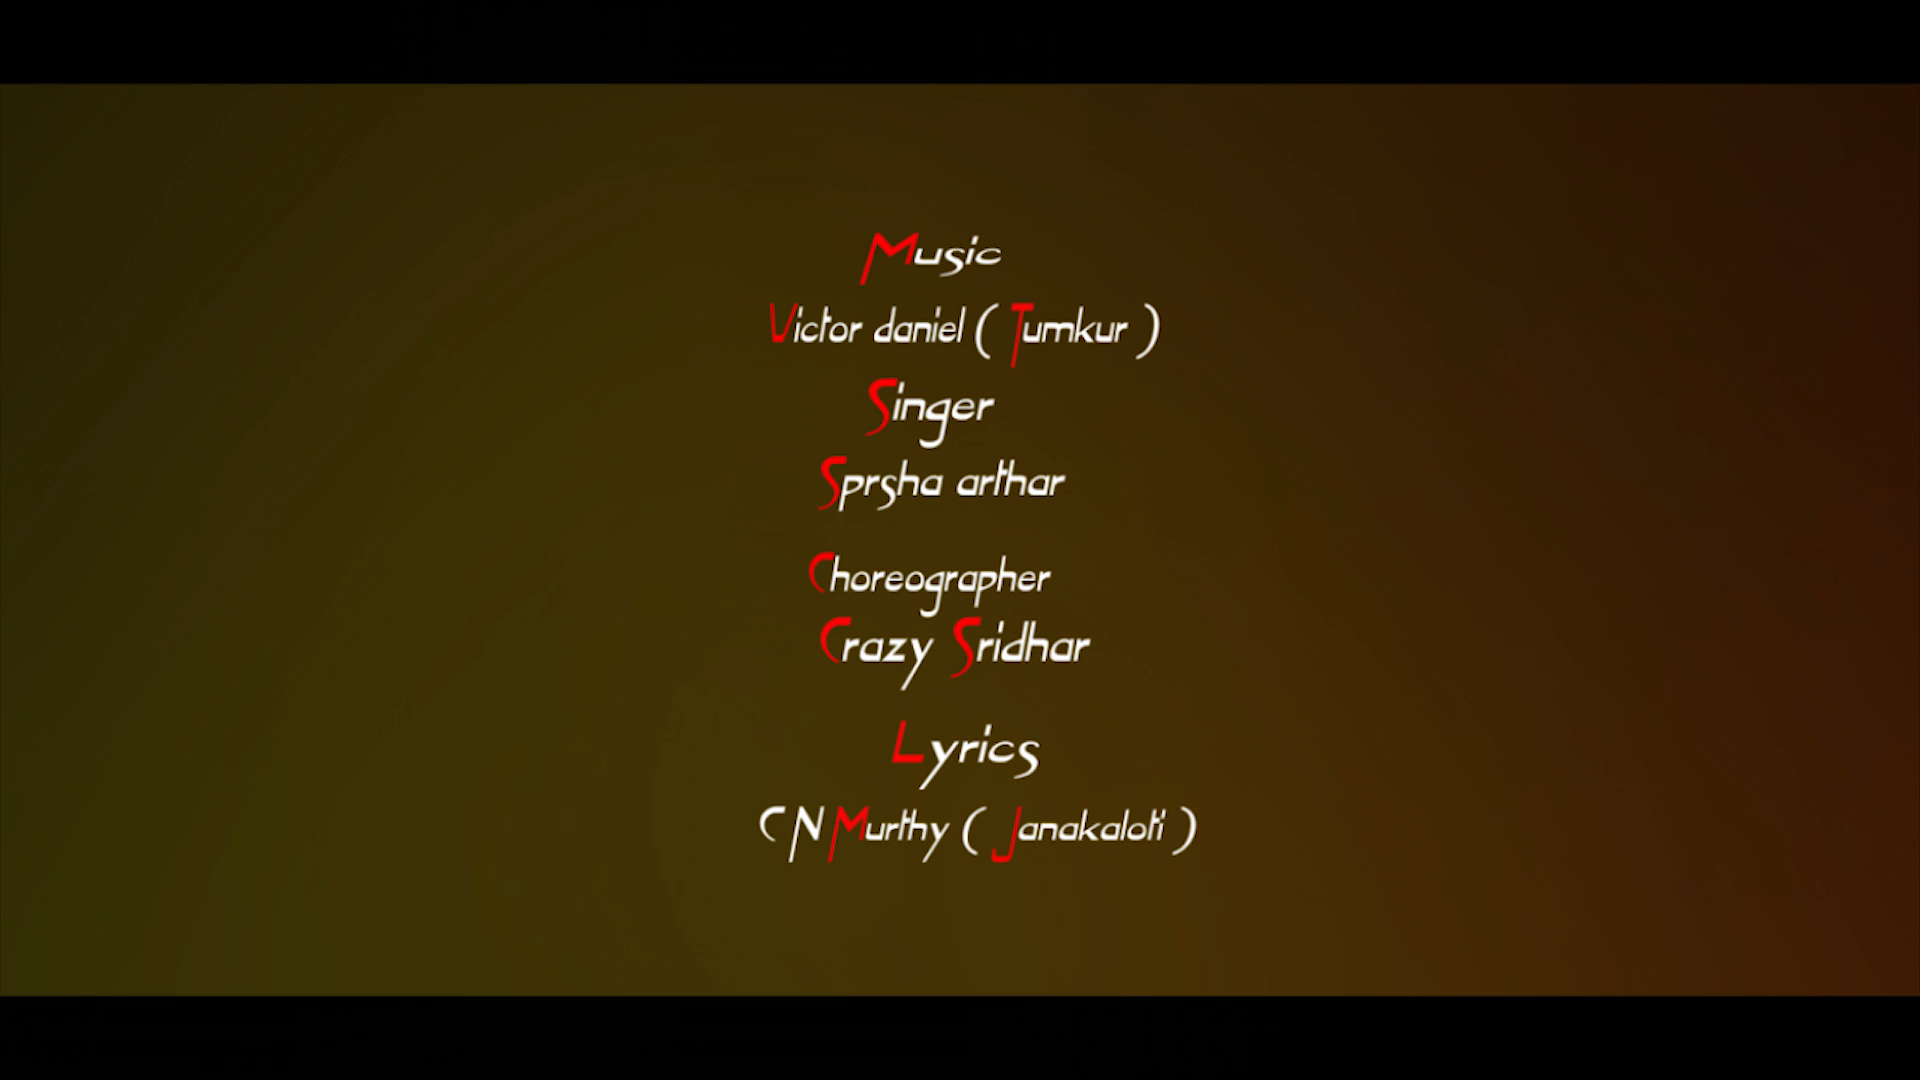 Music
Victor daniel ( Tumkur )
Singer
Sprsha arthar
Choreographer
Crazy Sridhar
Lyrics
C N Murthy ( Janakaloti )